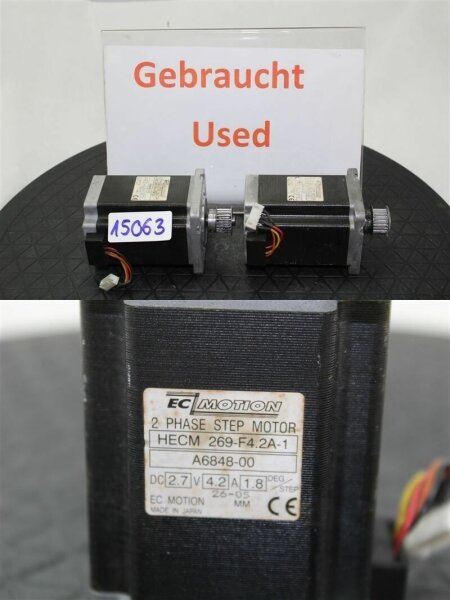 Gebraucht
Used
15063
EC MOTION
2 PHASE STEP MOTOR
HECM 269-F4.2A-1
A6848-00
DC 2.7 V 4.2 A 1.8 DEG/STEP
26-05
EC MOTION MM
MADE IN JAPAN CE